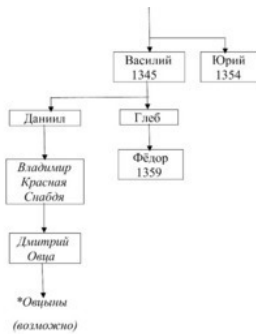 Василий
1345
Юрий
1354
Даниил
Глеб
Владимир
Красная
Снабдя
Фёдор
1359
Дмитрий
Овца
*Овцыны
(возможно)